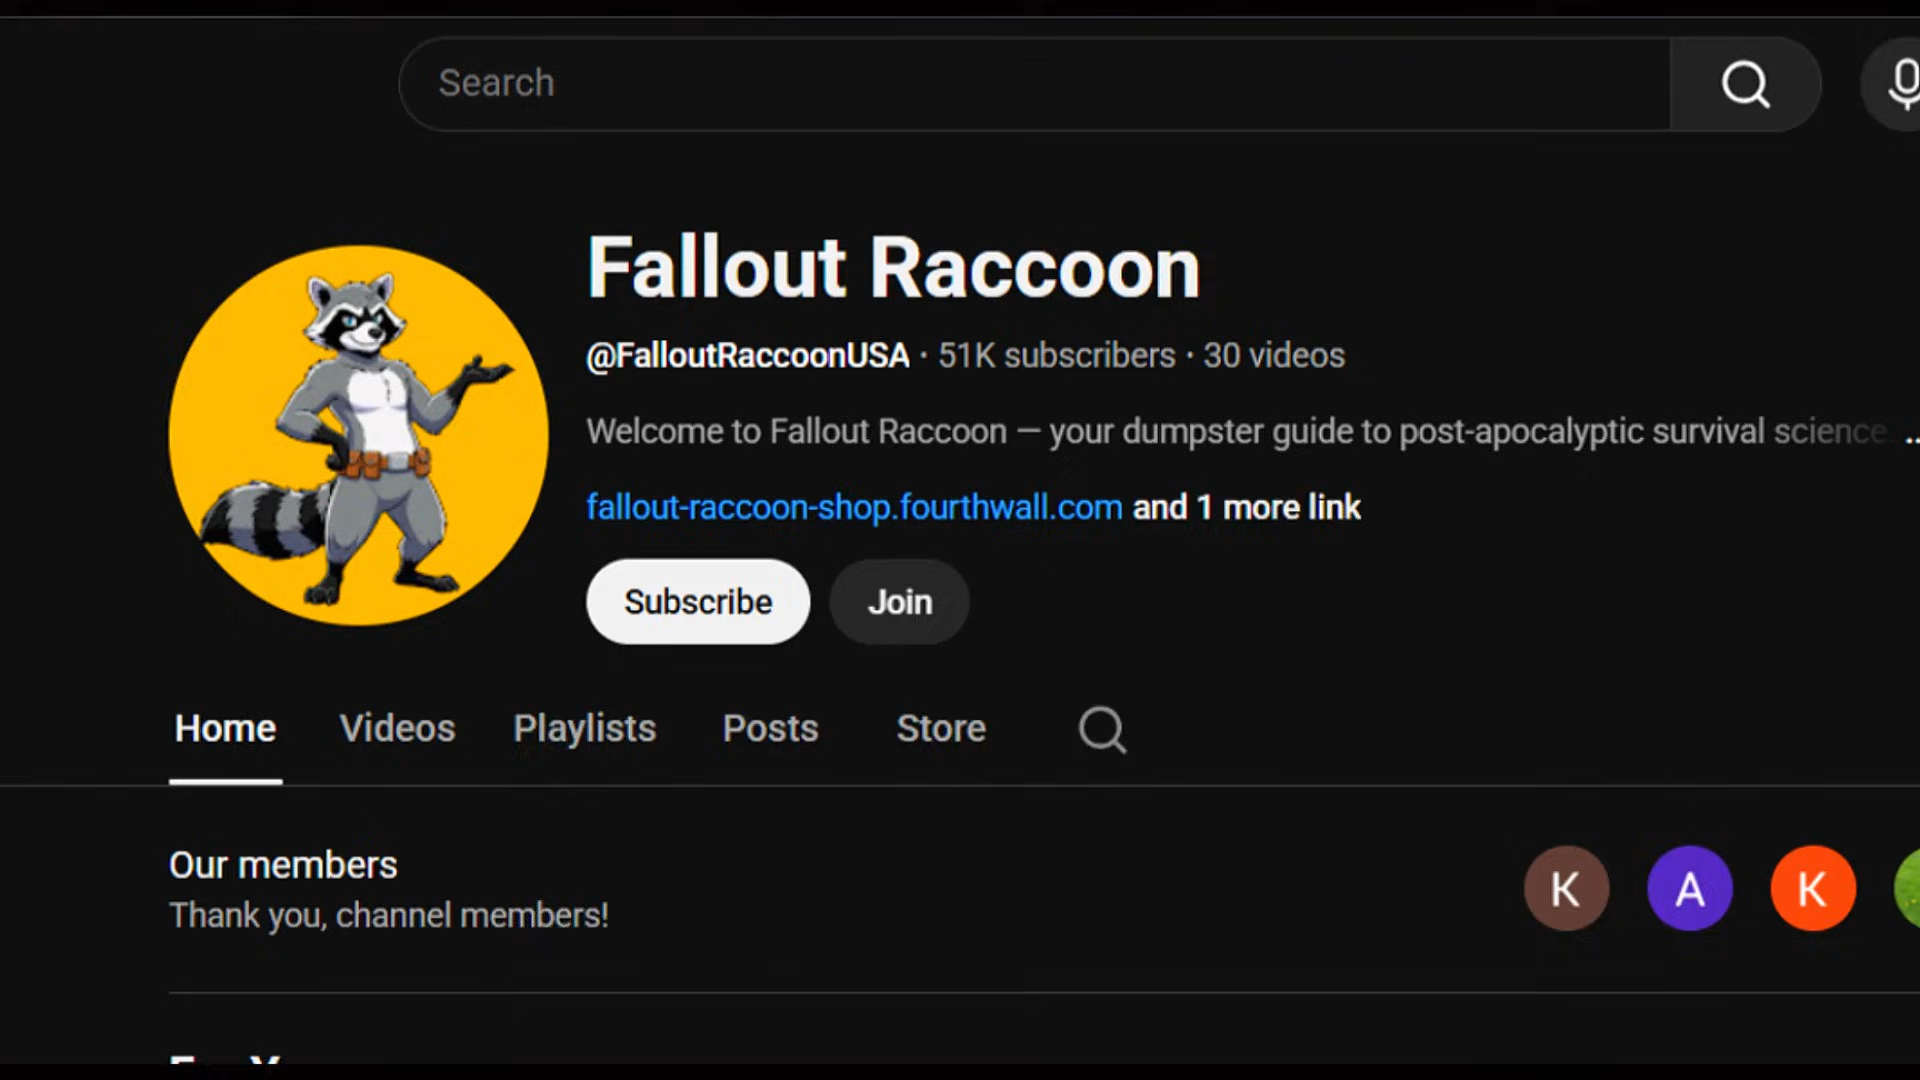 Search
Fallout Raccoon
@FalloutRaccoonUSA · 51K subscribers · 30 videos
Welcome to Fallout Raccoon — your dumpster guide to post-apocalyptic survival science. ...
fallout-raccoon-shop.fourthwall.com and 1 more link
Subscribe Join
Home Videos Playlists Posts Store
Our members
Thank you, channel members!
K A K